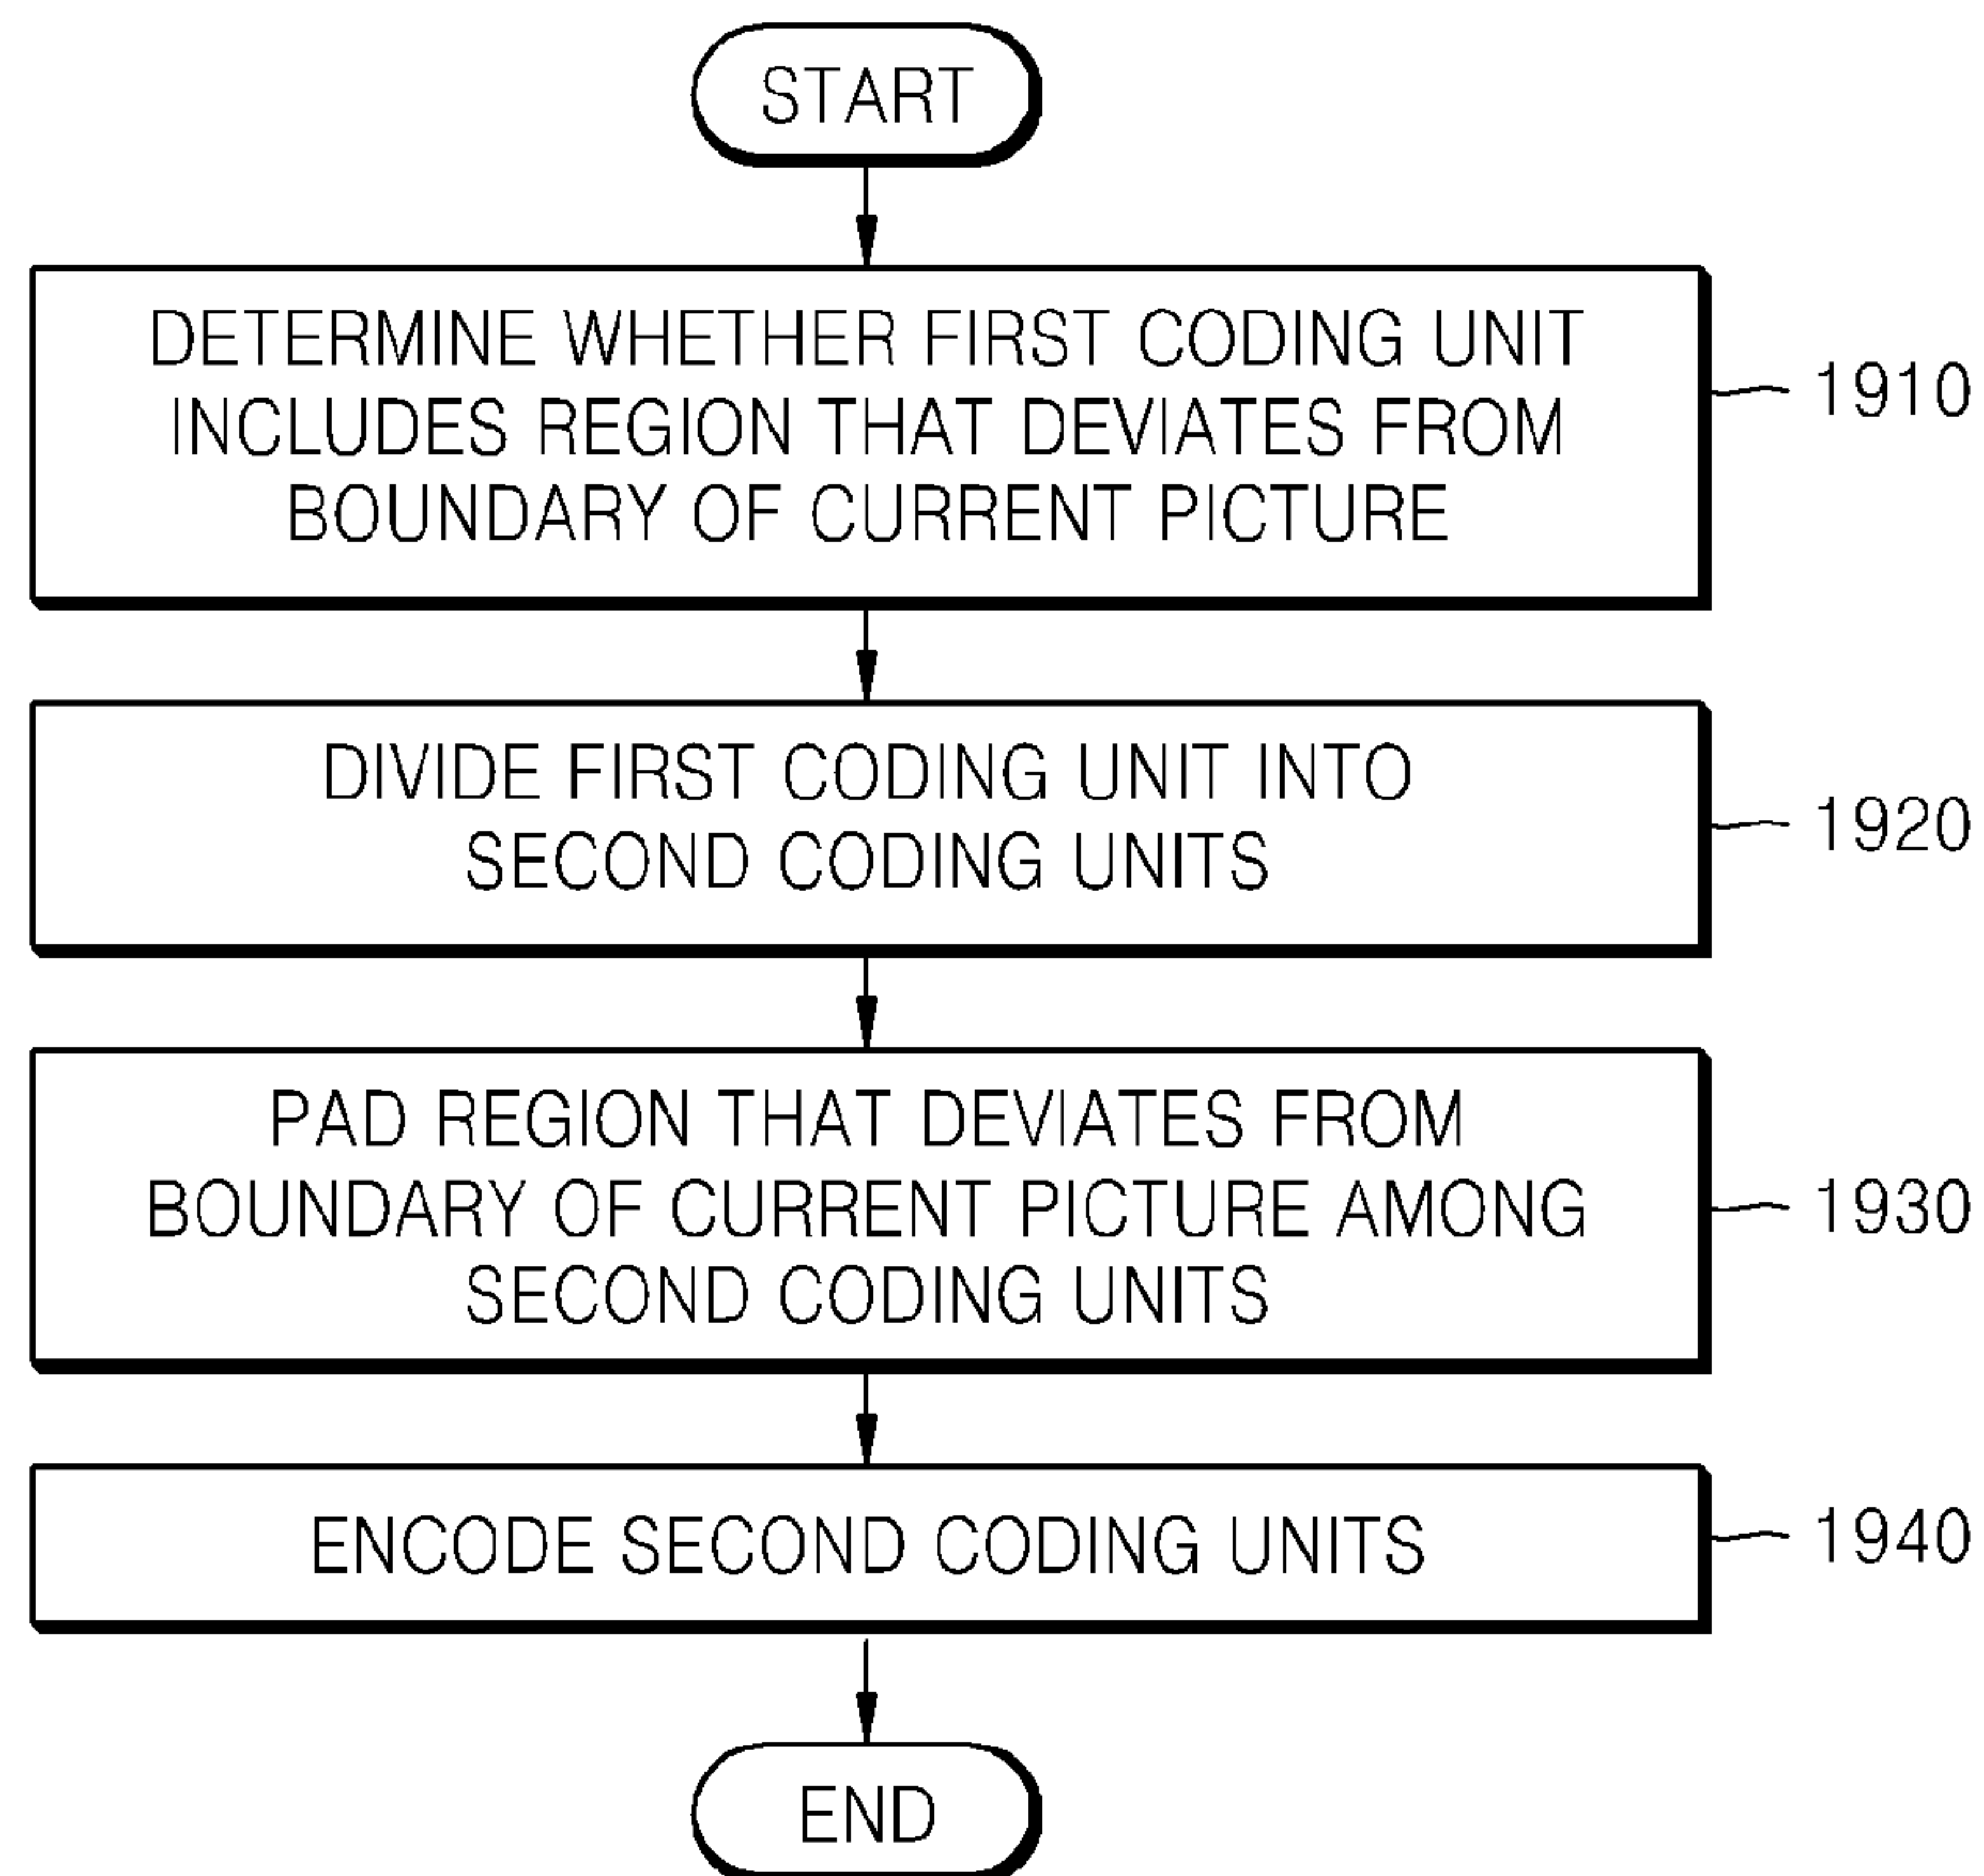 START
DETERMINE WHETHER FIRST CODING UNIT
INCLUDES REGION THAT DEVIATES FROM
BOUNDARY OF CURRENT PICTURE
1910
DIVIDE FIRST CODING UNIT INTO
SECOND CODING UNITS
1920
PAD REGION THAT DEVIATES FROM
BOUNDARY OF CURRENT PICTURE AMONG
SECOND CODING UNITS
1930
ENCODE SECOND CODING UNITS
1940
END